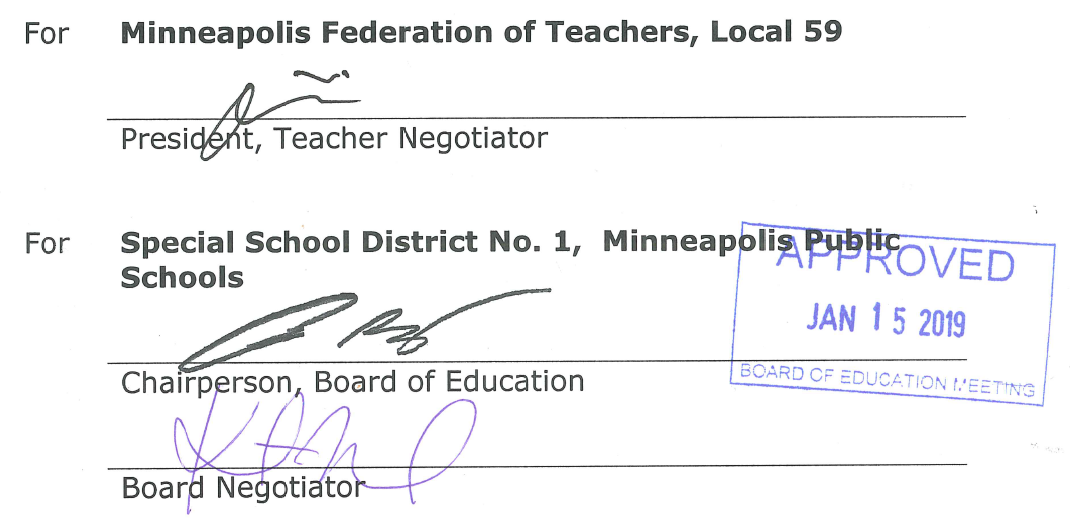 For Minneapolis Federation of Teachers, Local 59
President, Teacher Negotiator
For Special School District No. 1, Minneapolis Public
Schools
APPROVED
JAN 15 2019
BOARD OF EDUCATION MEETING
Chairperson, Board of Education
Board Negotiator